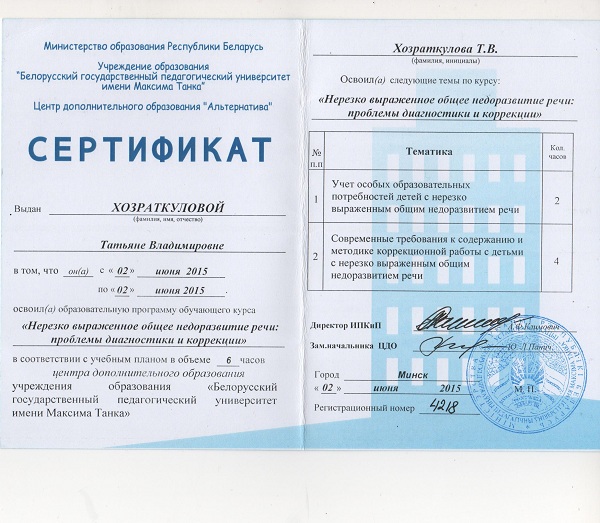 Министерство образования Республики Беларусь
Учреждение образования
"Белорусский государственный педагогический университет
имени Максима Танка"
Центр дополнительного образования "Альтернатива"
СЕРТИФИКАТ
Выдан ХОЗРАТКУЛОВОЙ
(фамилия, имя, отчество)
Татьяне Владимировне
в том, что он(а) с «02» июня 2015
по «02» июня 2015 .
освоил(а) образовательную программу обучающего курса
«Нерезко выраженное общее недоразвитие речи:
проблемы диагностики и коррекции»
в соответствии с учебным планом в объеме 6 часов
центра дополнительного образования
учреждения образования «Белорусский
государственный педагогический университет
имени Максима Танка»
Хозраткулова Т.В.
(фамилия, инициалы)
Освоил(а) следующие темы по курсу:
«Нерезко выраженное общее недоразвитие речи:
проблемы диагностики и коррекции»
№ п.п Тематика Кол. часов
1 Учет особых образовательных
потребностей детей с нерезко
выраженным общим недоразвитием речи 2
2 Современные требования к содержанию и
методике коррекционной работы с детьми
с нерезко выраженным общим
недоразвитием речи 4
Директор ИПКиП
Зам.начальника ЦДО Ю.Л.Панич
Город Минск
« 02 » июня 2015 М. П.
Регистрационный номер 4218